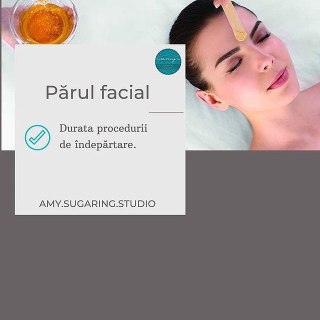 Părul facial
Durata procedurii
de îndepărtare.
AMY.SUGARING.STUDIO